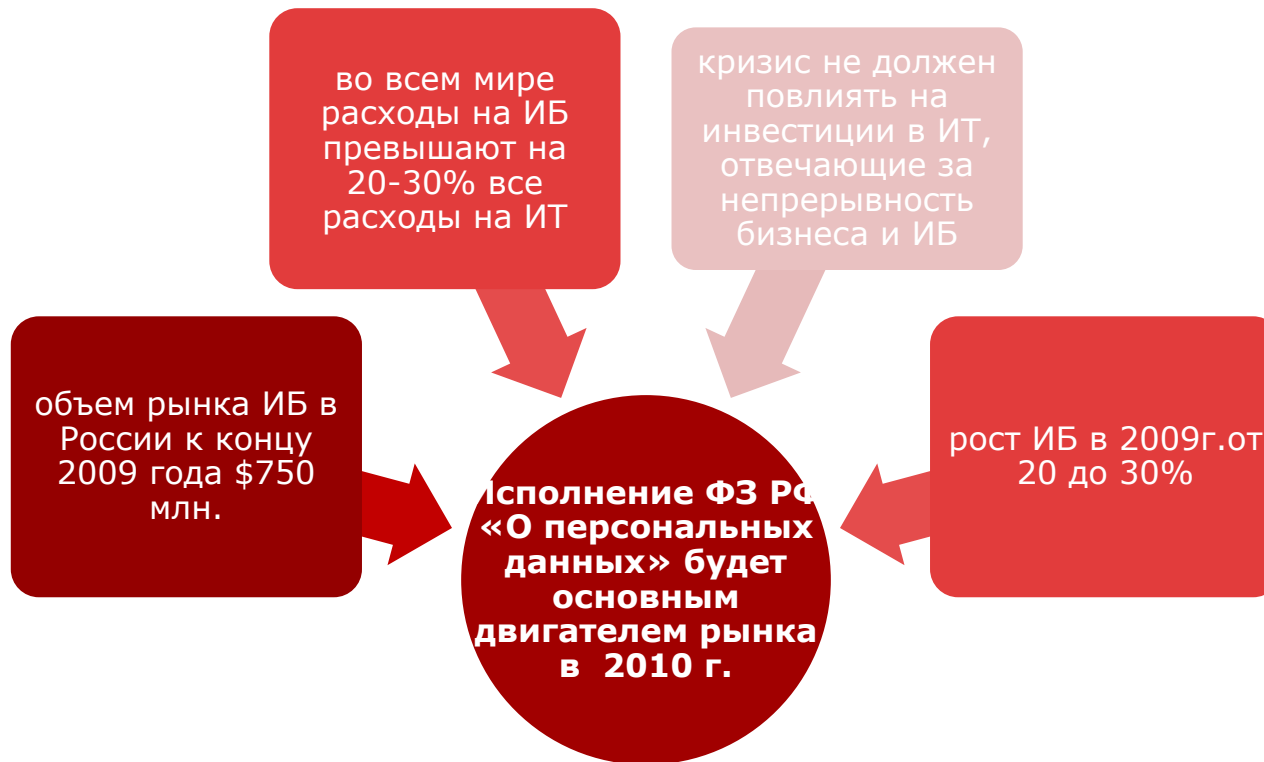 во всем мире
расходы на ИБ
превышают на
20-30% все
расходы на ИТ
кризис не должен
повлиять на
инвестиции в ИТ,
отвечающие за
непрерывность
бизнеса и ИБ
объем рынка ИБ в
России к концу
2009 года $750
млн.
рост ИБ в 2009г.от
20 до 30%
Исполнение ФЗ РФ
«О персональных
данных» будет
основным
двигателем рынка
в 2010 г.